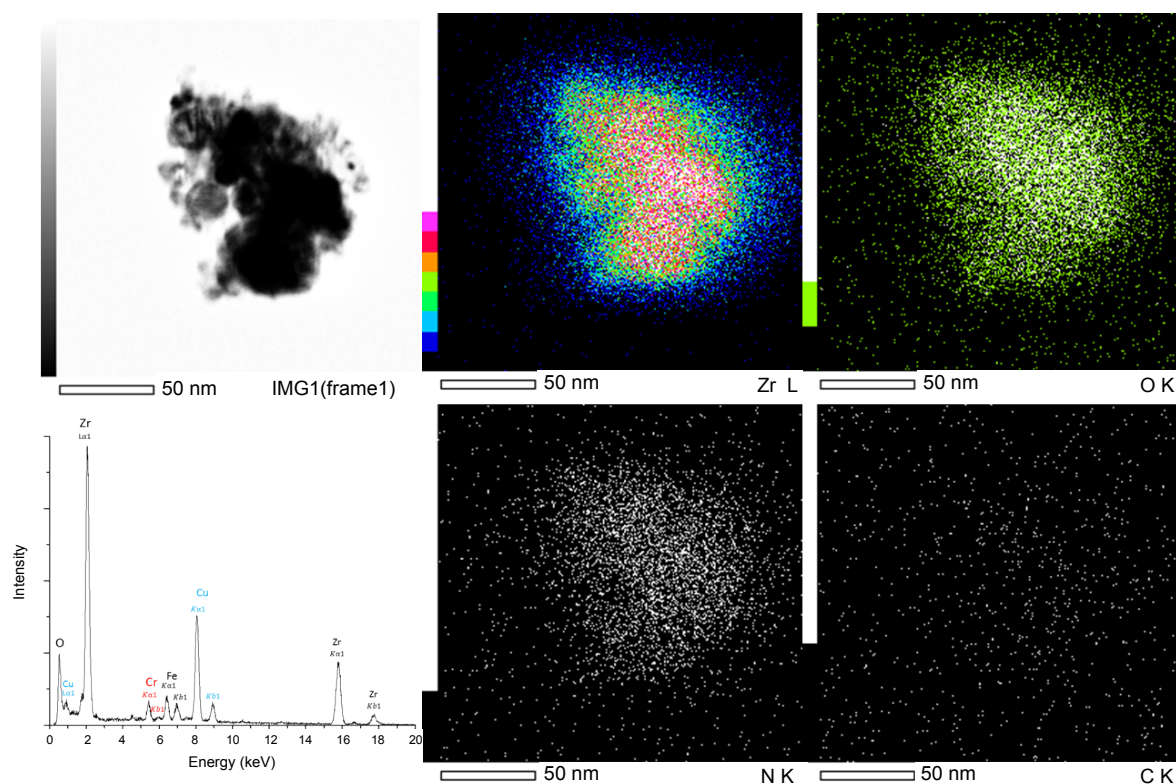 50 nm
IMG1(frame1)
50 nm
Zr L
50 nm
O K
Zr
Lα1
Cu
Kα1
O
Zr
Kα1
Fe
Cr
Kα1
Cu
Lα1
Kα1
Kb1
Kb1
Zr
Kb1
Kb1
0
2
4
6
8
10
12
14
16
18
20
Intensity
Energy (keV)
50 nm
N K
50 nm
C K